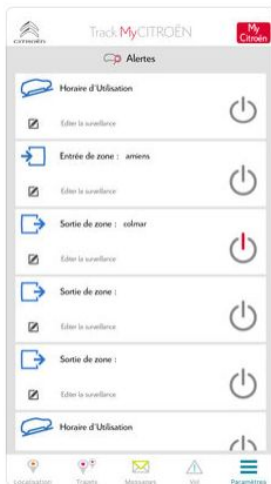 CITROËN
Track MyCITROËN
My
Citroën
Alertes
Horaire d'Utilisation
Editer la surveillance
Entrée de zone : amiens
Editer la surveillance
Sortie de zone : colmar
Editer la surveillance
Sortie de zone :
Editer la surveillance
Sortie de zone :
Editer la surveillance
Horaire d'Utilisation
Localisation Trajets Messages Vol Paramètres